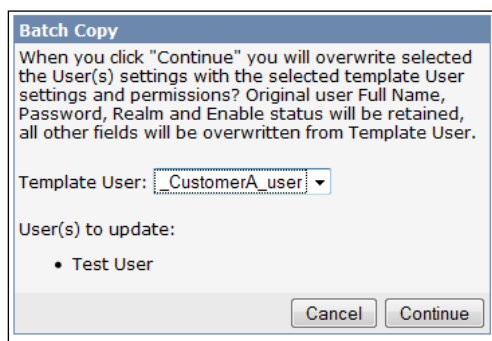 Batch Copy
When you click "Continue" you will overwrite selected
the User(s) settings with the selected template User
settings and permissions? Original user Full Name,
Password, Realm and Enable status will be retained,
all other fields will be overwritten from Template User.
Template User: _CustomerA_user
User(s) to update:
• Test User
Cancel Continue